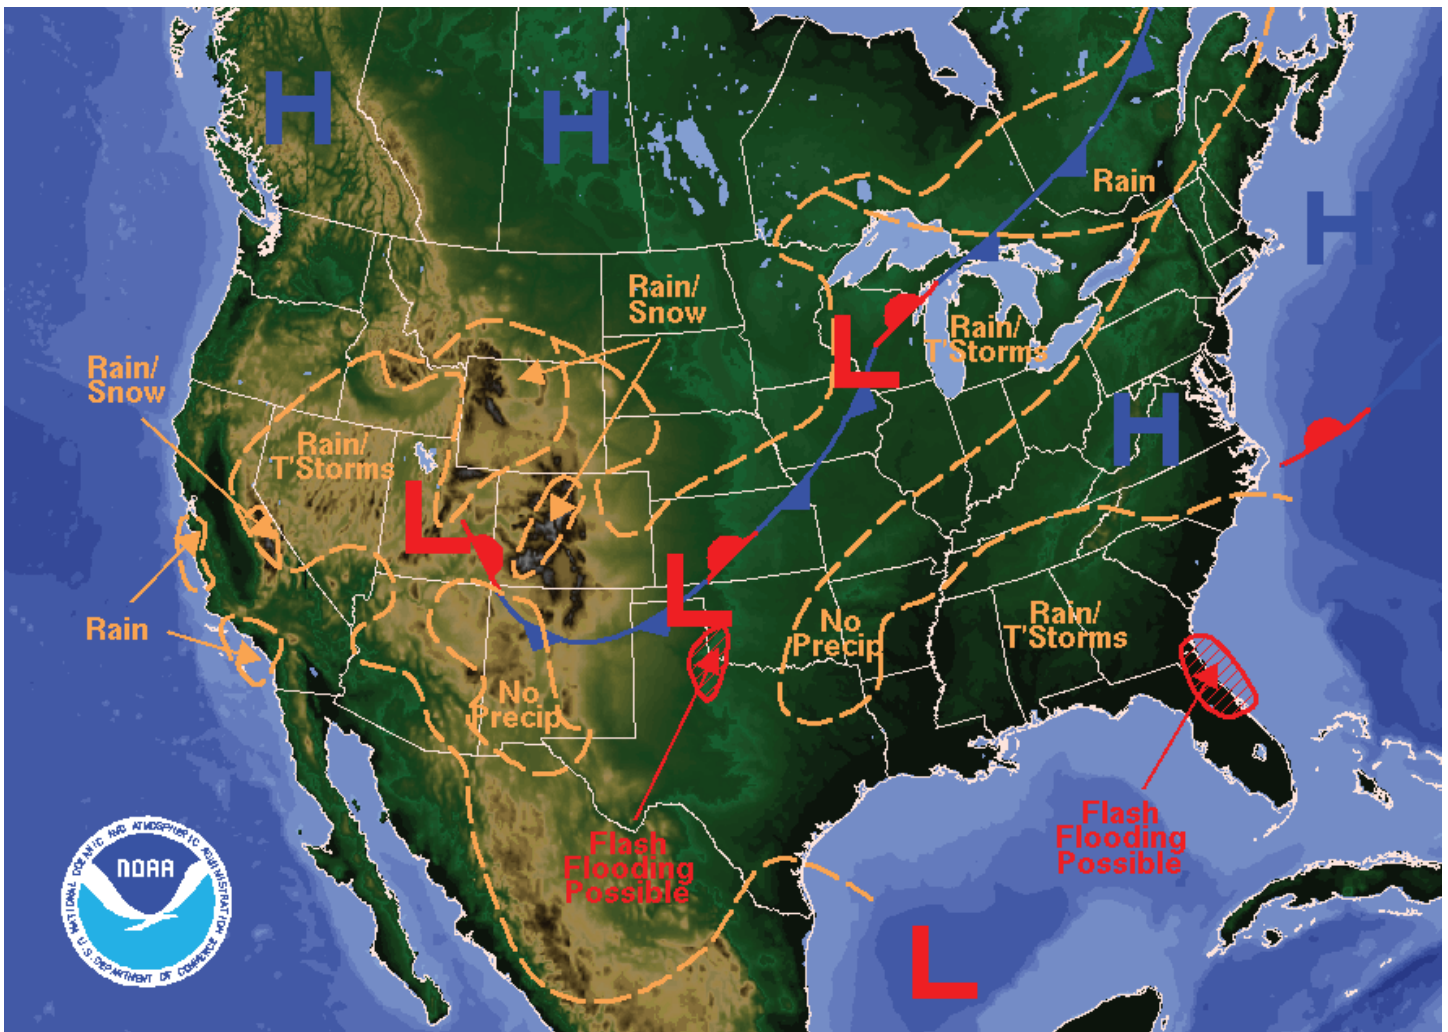 H
H
H
Rain
Rain/
Snow
Rain/
T'Storms
L
Rain/
Snow
H
Rain/
T'Storms
L
L
No
Precip
Rain/
T'Storms
Rain
No
Precip
Flash
Flooding
Possible
Flash
Flooding
Possible
L
NATIONAL OCEANIC AND ATMOSPHERIC ADMINISTRATION
NOAA
U.S. DEPARTMENT OF COMMERCE